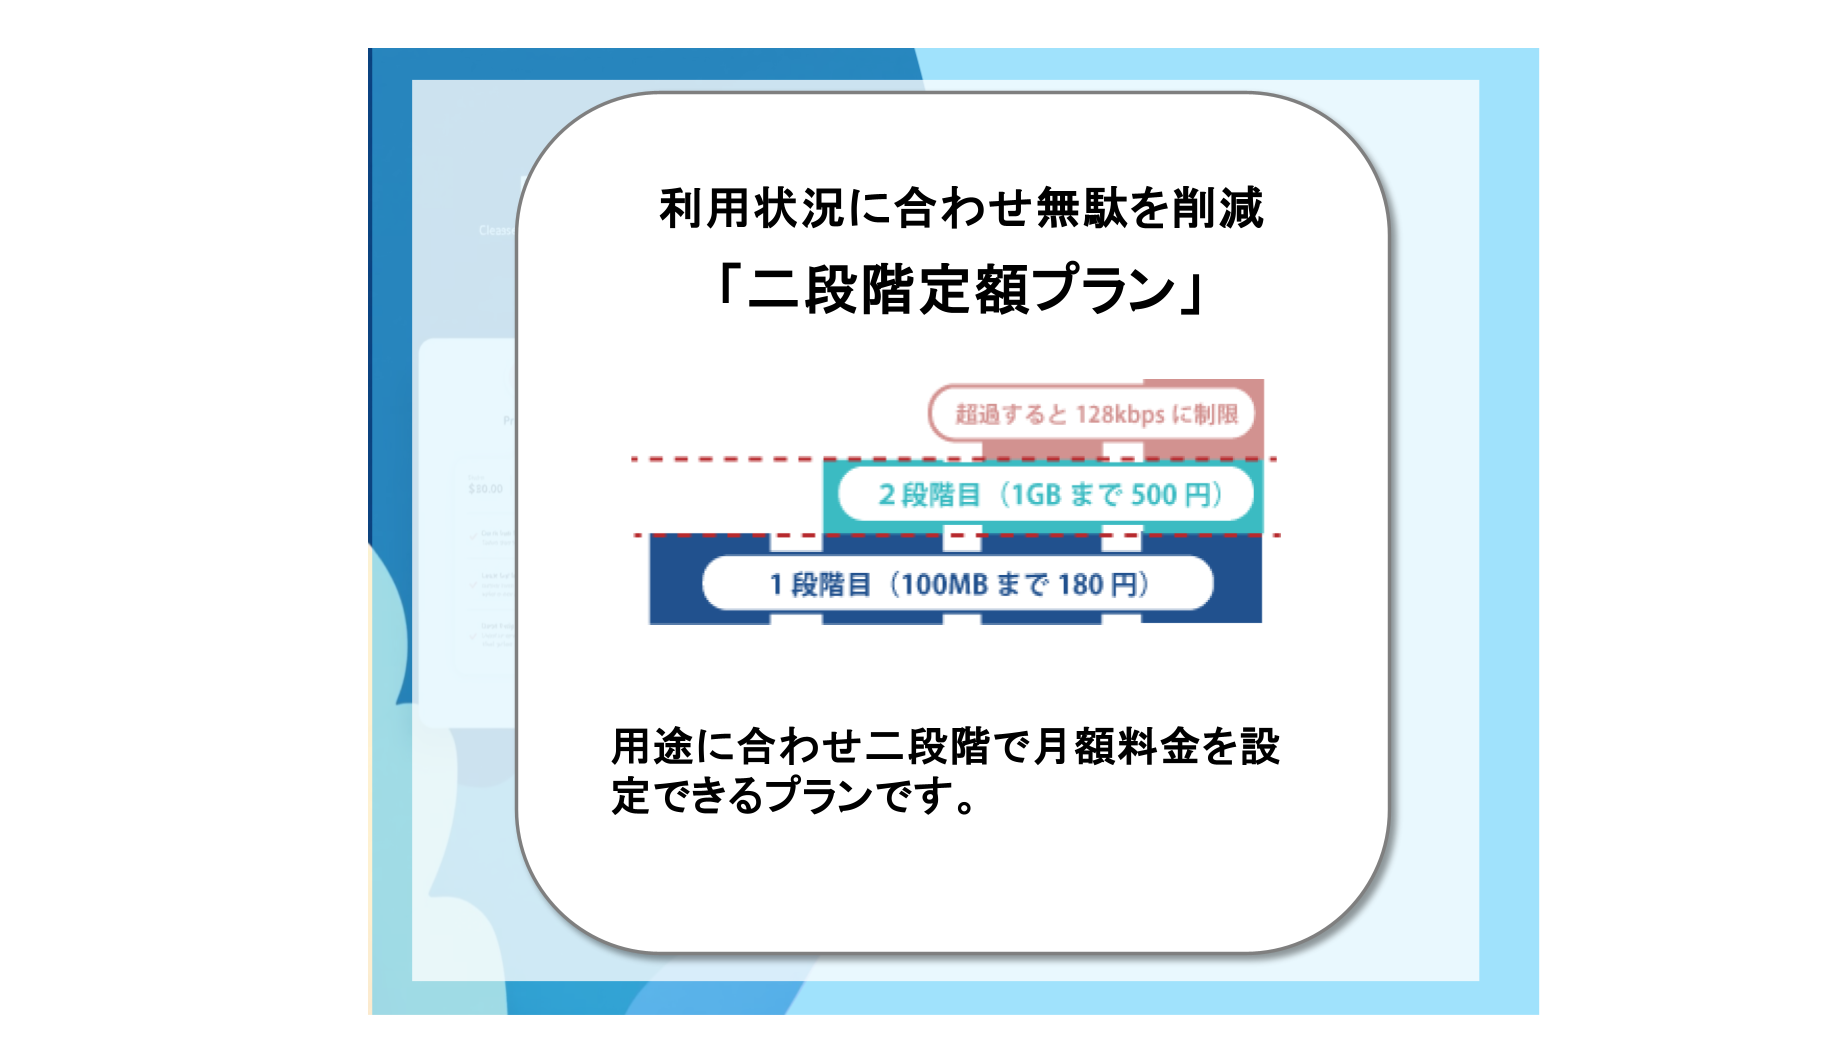 利用状況に合わせ無駄を削減
「二段階定額プラン」
Cleanse
超過すると 128kbps に制限
$80.00
２段階目（1GB まで 500 円）
１段階目（100MB まで 180 円）
用途に合わせ二段階で月額料金を設
定できるプランです。